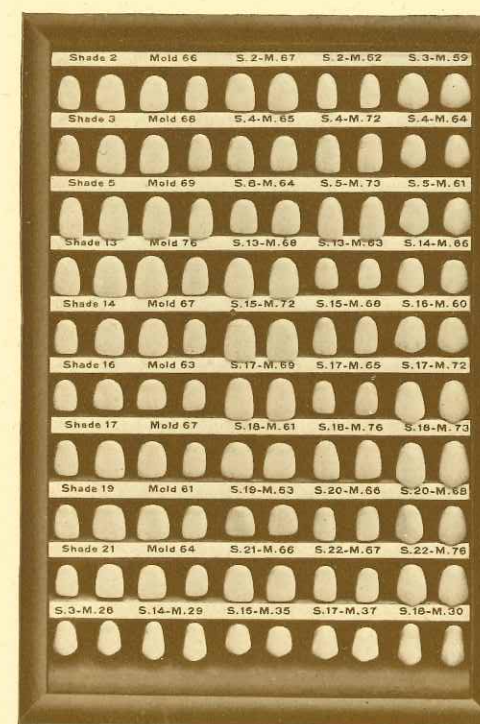 Shade 2 Mold 66 S.2-M.67 S.2-M.62 S.3-M.59
Shade 3 Mold 68 S.4-M.65 S.4-M.72 S.4-M.64
Shade 5 Mold 69 S.8-M.64 S.5-M.73 S.5-M.61
Shade 13 Mold 76 S.13-M.68 S.13-M.63 S.14-M.66
Shade 14 Mold 67 S.15-M.72 S.15-M.68 S.16-M.60
Shade 16 Mold 63 S.17-M.69 S.17-M.65 S.17-M.72
Shade 17 Mold 67 S.18-M.61 S.18-M.76 S.18-M.73
Shade 19 Mold 61 S.19-M.63 S.20-M.66 S.20-M.68
Shade 21 Mold 64 S.21-M.66 S.22-M.67 S.22-M.76
S.3-M.26 S.14-M.29 S.15-M.35 S.17-M.37 S.18-M.30